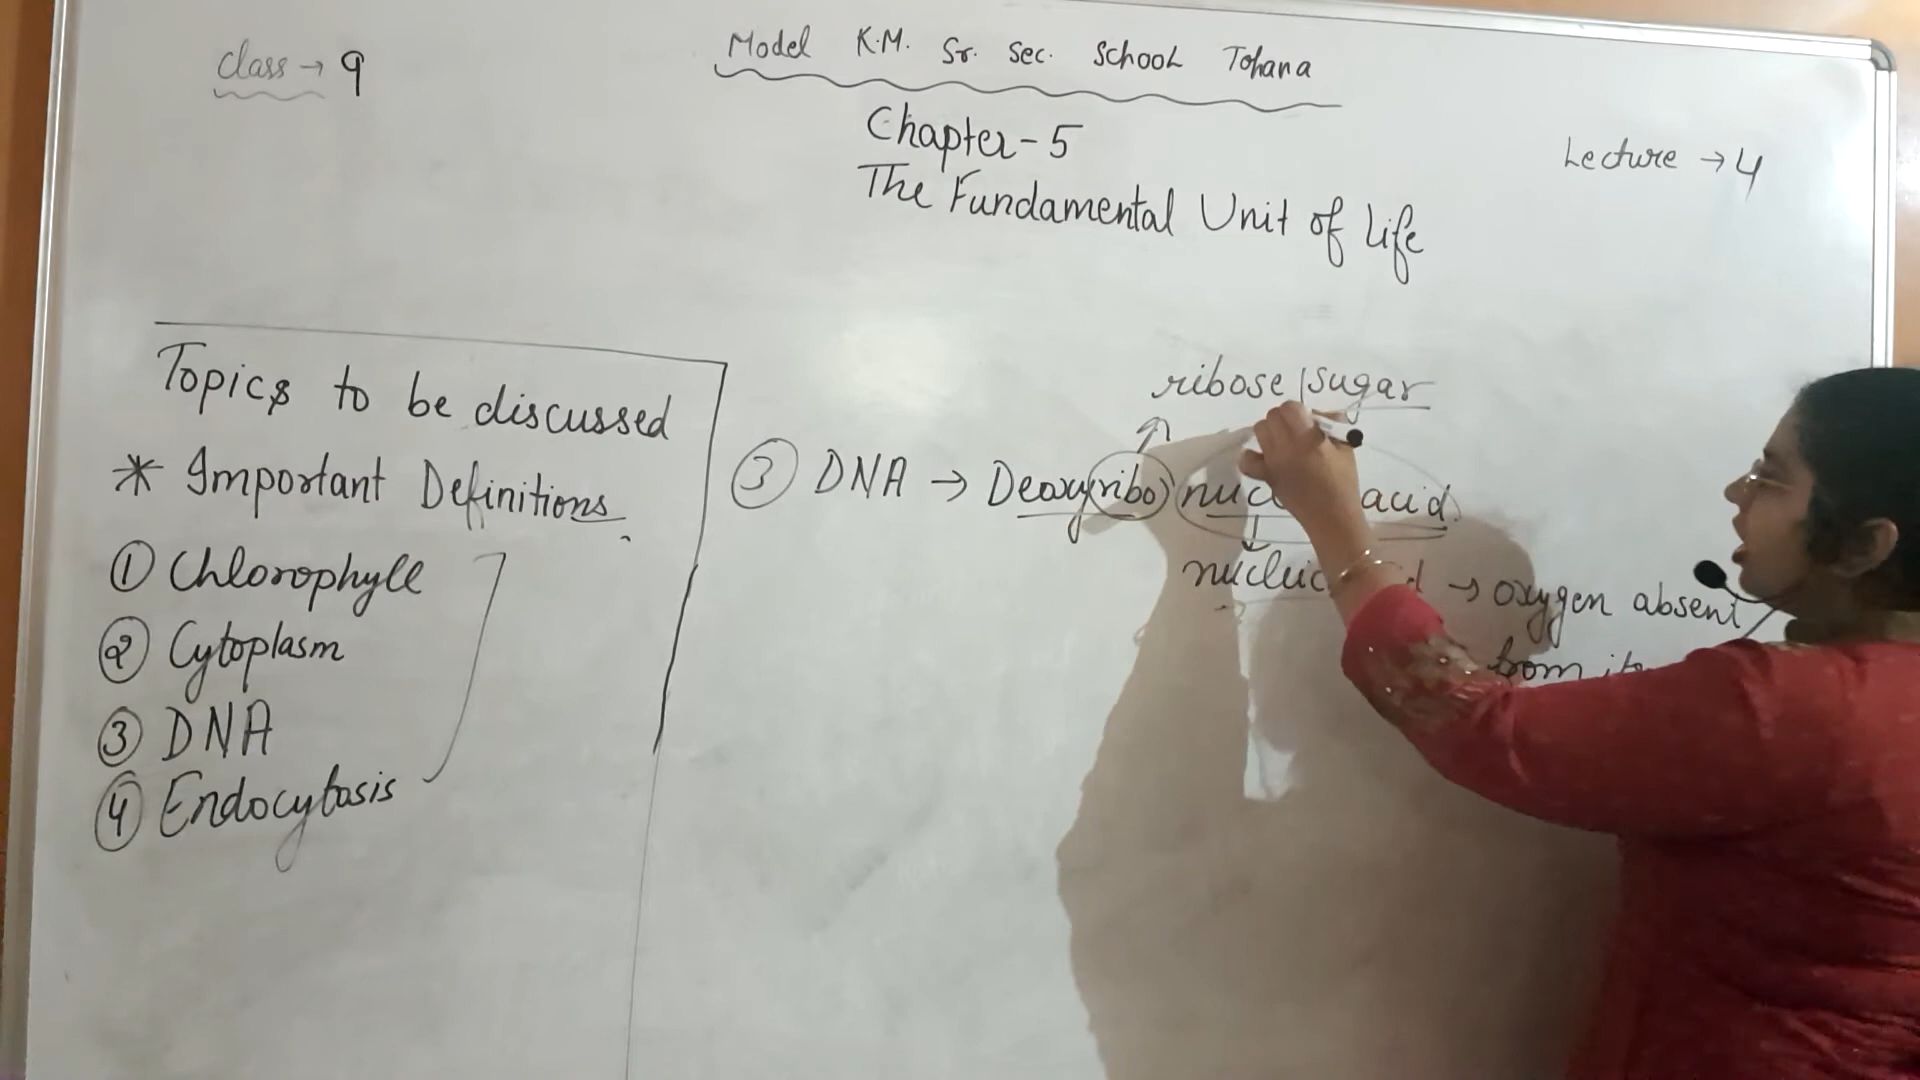 Class → 9
Model K.M. Sr. Sec. School Tohana
Chapter-5
Lecture → 4
The Fundamental Unit of Life
Topics to be discussed
* Important Definitions
① Chlorophyll
② Cytoplasm
③ DNA
④ Endocytosis
ribose sugar
③ DNA → Deoxyribo acid
→ oxygen absent
from